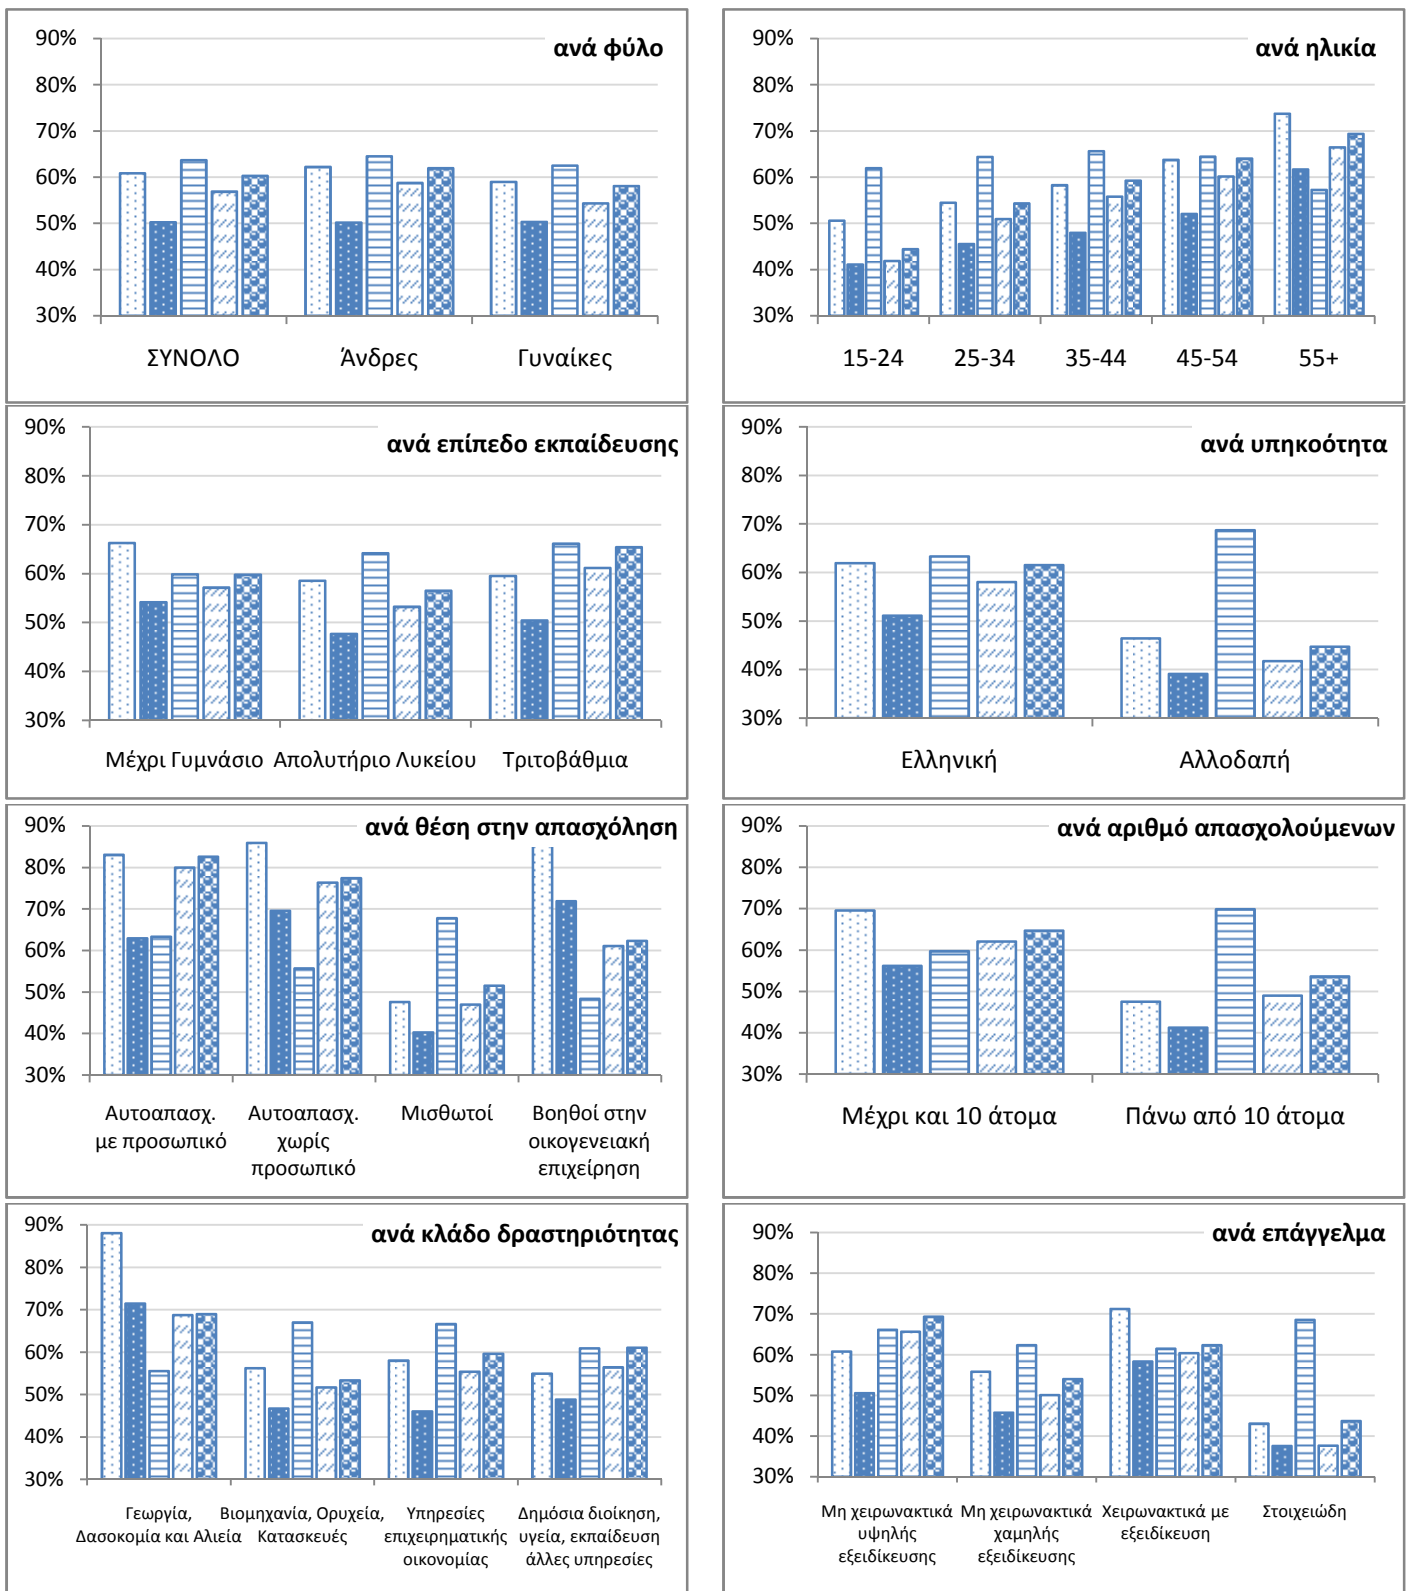 ανά φύλο
90%
80%
70%
60%
50%
40%
30%
ΣΥΝΟΛΟ Άνδρες Γυναίκες
ανά ηλικία
90%
80%
70%
60%
50%
40%
30%
15-24 25-34 35-44 45-54 55+
ανά επίπεδο εκπαίδευσης
90%
80%
70%
60%
50%
40%
30%
Μέχρι Γυμνάσιο Απολυτήριο Λυκείου Τριτοβάθμια
ανά υπηκοότητα
90%
80%
70%
60%
50%
40%
30%
Ελληνική Αλλοδαπή
ανά θέση στην απασχόληση
90%
80%
70%
60%
50%
40%
30%
Αυτοαπασχ.
με προσωπικό
Αυτοαπασχ.
χωρίς
προσωπικό
Μισθωτοί
Βοηθοί στην
οικογενειακή
επιχείρηση
ανά αριθμό απασχολούμενων
90%
80%
70%
60%
50%
40%
30%
Μέχρι και 10 άτομα Πάνω από 10 άτομα
ανά κλάδο δραστηριότητας
90%
80%
70%
60%
50%
40%
30%
Γεωργία,
Δασοκομία και Αλιεία
Βιομηχανία, Ορυχεία,
Κατασκευές
Υπηρεσίες
επιχειρηματικής
οικονομίας
Δημόσια διοίκηση,
υγεία, εκπαίδευση
άλλες υπηρεσίες
ανά επάγγελμα
90%
80%
70%
60%
50%
40%
30%
Μη χειρωνακτικά
υψηλής
εξειδίκευσης
Μη χειρωνακτικά
χαμηλής
εξειδίκευσης
Χειρωνακτικά με
εξειδίκευση
Στοιχειώδη